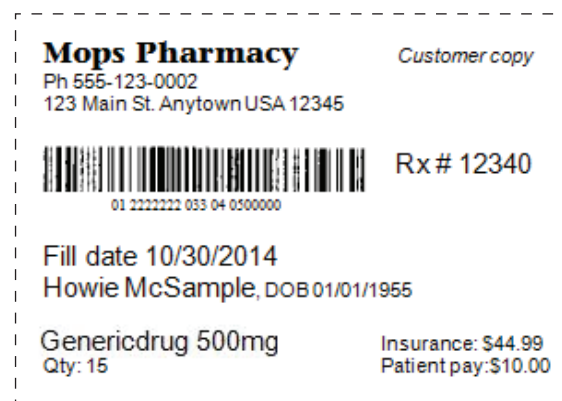 Mops Pharmacy
Customer copy
Ph 555-123-0002
123 Main St. Anytown USA 12345
Rx # 12340
01 2222222 033 04 0500000
Fill date 10/30/2014
Howie McSample, DOB 01/01/1955
Genericdrug 500mg
Insurance: $44.99
Qty: 15
Patient pay:$10.00